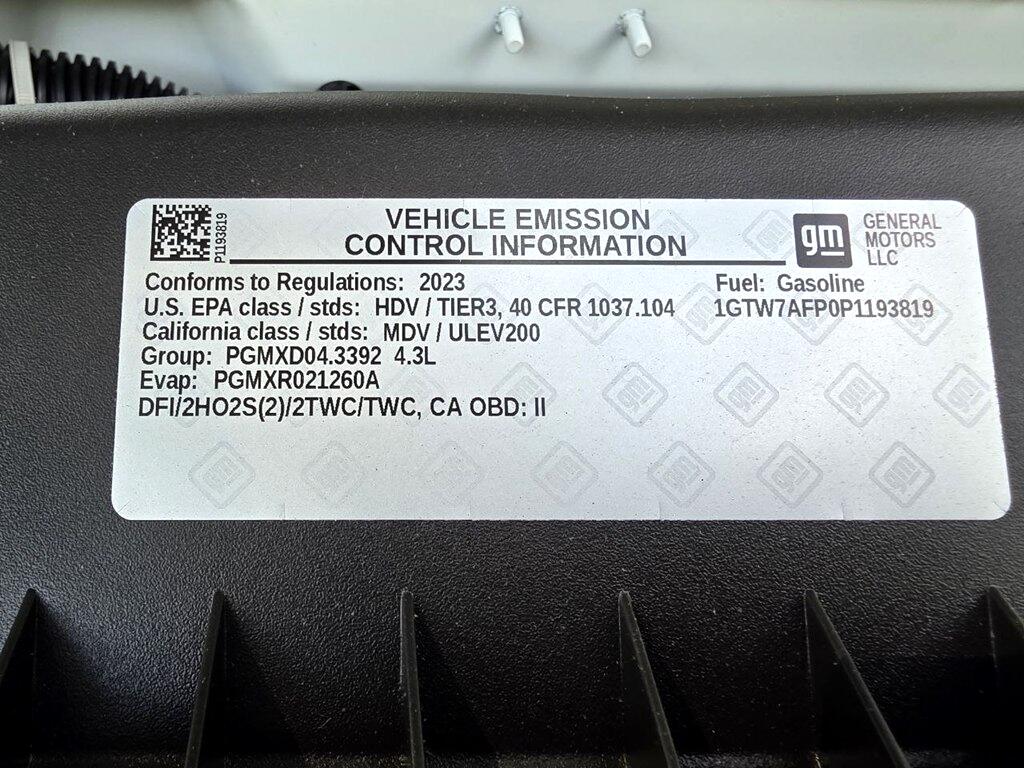 P1193819
VEHICLE EMISSION
CONTROL INFORMATION
gm
GENERAL
MOTORS
LLC
Conforms to Regulations: 2023
Fuel: Gasoline
U.S. EPA class / stds: HDV / TIER3, 40 CFR 1037.104
1GTW7AFP0P1193819
California class / stds: MDV / ULEV200
Group: PGMXD04.3392 4.3L
Evap: PGMXR021260A
DFI/2HO2S(2)/2TWC/TWC, CA OBD: II